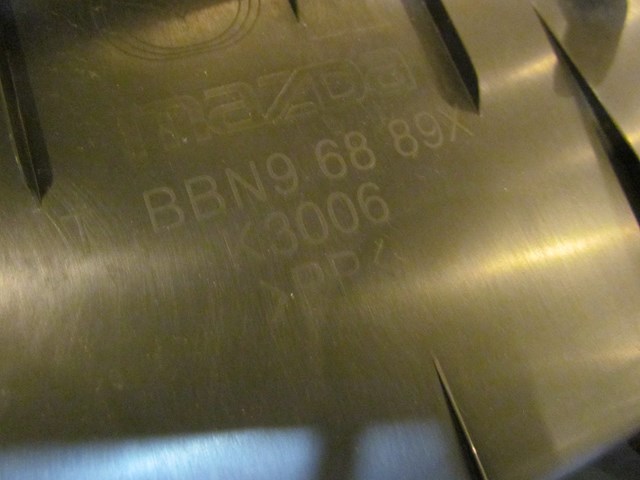 mazda
BBN9 68 89X
K3006
>PP<